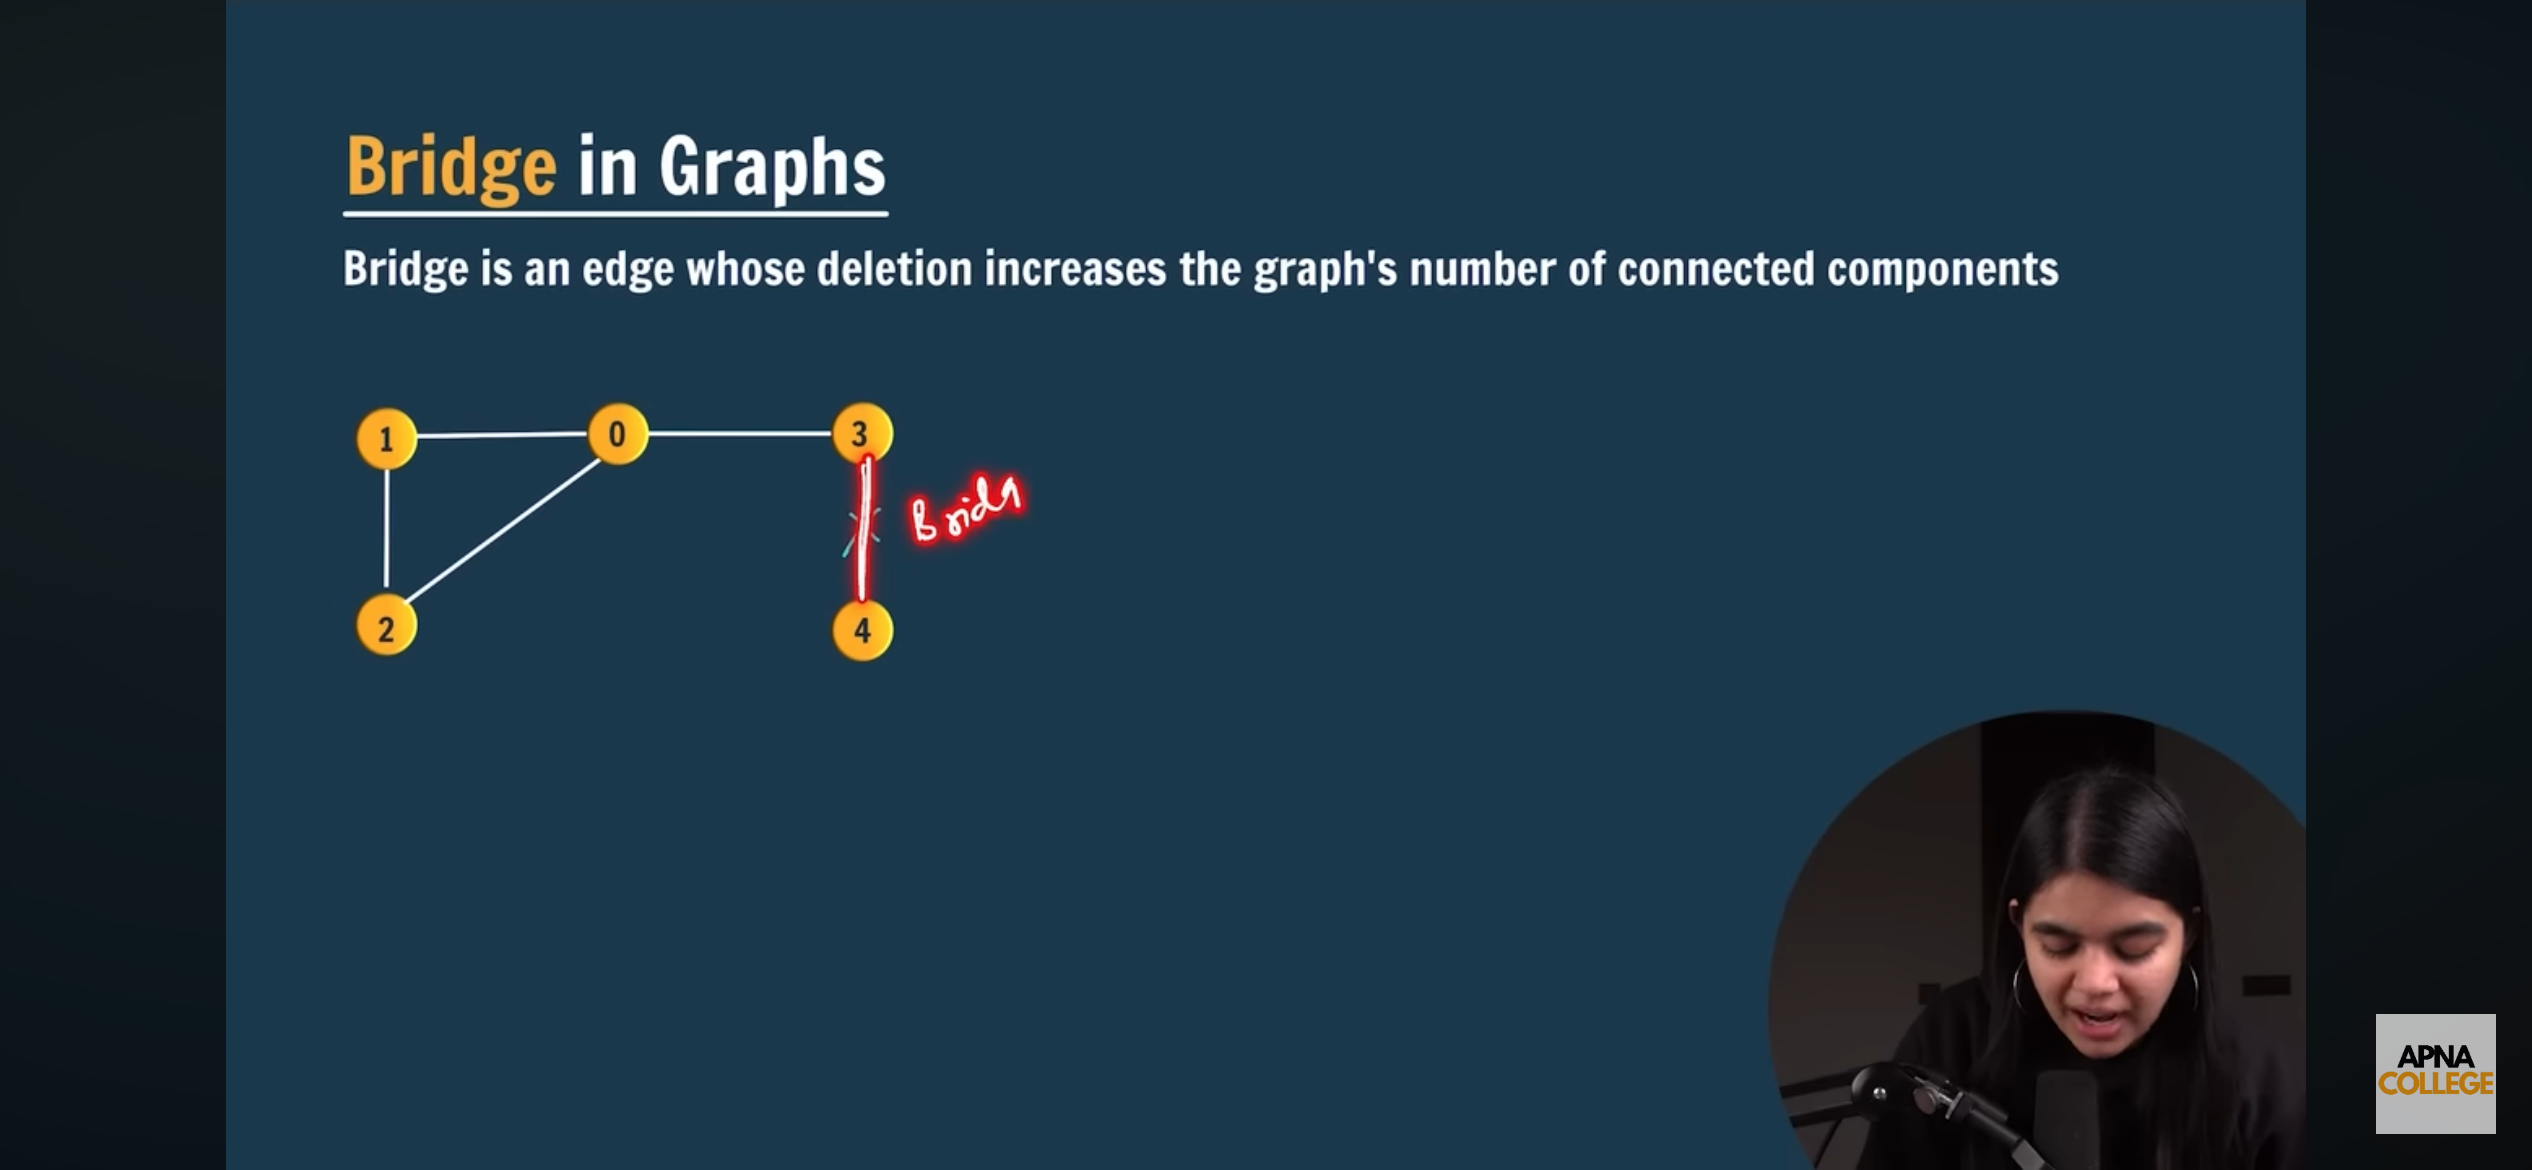 Bridge in Graphs
Bridge is an edge whose deletion increases the graph's number of connected components
1
0
3
2
4
APNA
COLLEGE